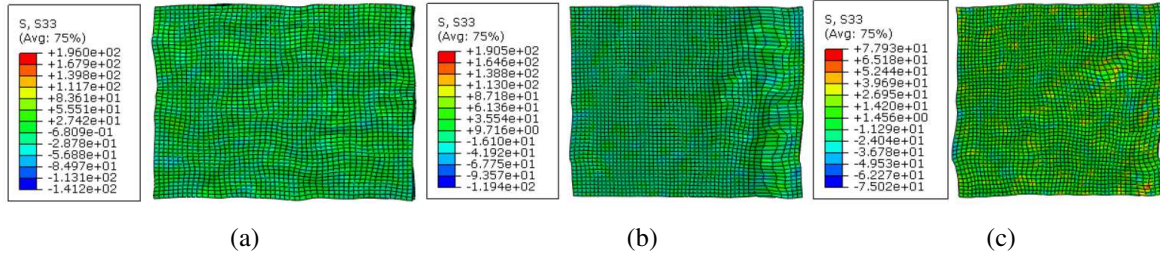 S, S33
(Avg: 75%)
+1.960e+02
+1.679e+02
+1.398e+02
+1.117e+02
+8.361e+01
+5.551e+01
+2.742e+01
-6.809e-01
-2.878e+01
-5.688e+01
-8.497e+01
-1.131e+02
-1.412e+02
S, S33
(Avg: 75%)
+1.905e+02
+1.646e+02
+1.388e+02
+1.130e+02
+8.718e+01
+6.136e+01
+3.554e+01
+9.716e+00
-1.610e+01
-4.192e+01
-6.775e+01
-9.357e+01
-1.194e+02
S, S33
(Avg: 75%)
+7.793e+01
+6.518e+01
+5.244e+01
+3.969e+01
+2.695e+01
+1.420e+01
+1.456e+00
-1.129e+01
-2.404e+01
-3.678e+01
-4.953e+01
-6.227e+01
-7.502e+01
(a)
(b)
(c)